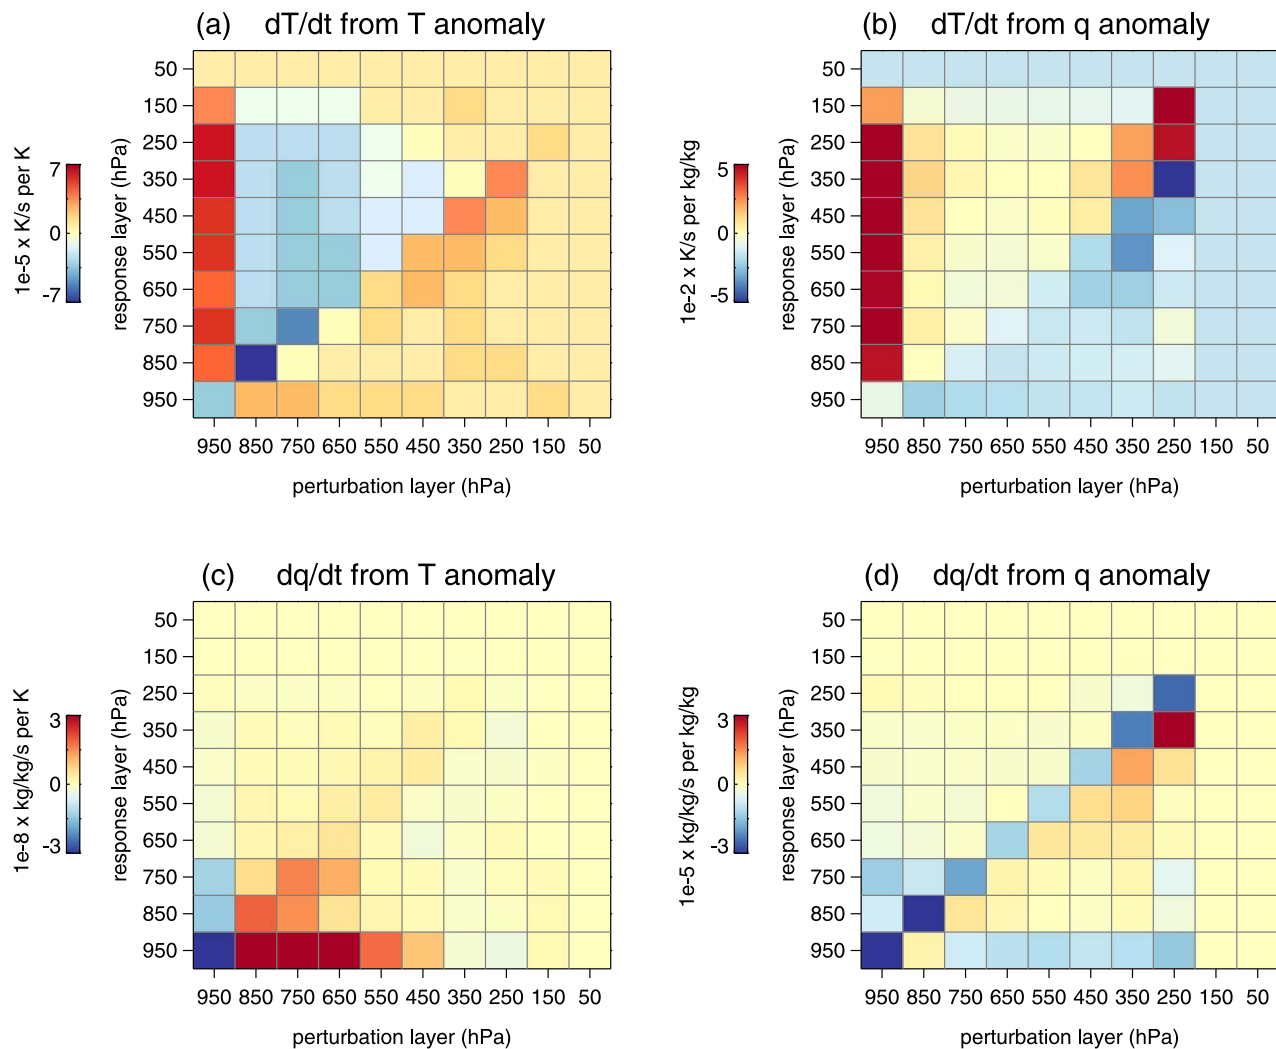 (a) dT/dt from T anomaly
50
150
250
350
450
550
650
750
850
950
response layer (hPa)
7
0
-7
1e-5 x K/s per K
950 850 750 650 550 450 350 250 150 50
perturbation layer (hPa)
(b) dT/dt from q anomaly
50
150
250
350
450
550
650
750
850
950
response layer (hPa)
5
0
-5
1e-2 x K/s per kg/kg
950 850 750 650 550 450 350 250 150 50
perturbation layer (hPa)
(c) dq/dt from T anomaly
50
150
250
350
450
550
650
750
850
950
response layer (hPa)
3
0
-3
1e-8 x kg/kg/s per K
950 850 750 650 550 450 350 250 150 50
perturbation layer (hPa)
(d) dq/dt from q anomaly
50
150
250
350
450
550
650
750
850
950
response layer (hPa)
3
0
-3
1e-5 x kg/kg/s per kg/kg
950 850 750 650 550 450 350 250 150 50
perturbation layer (hPa)